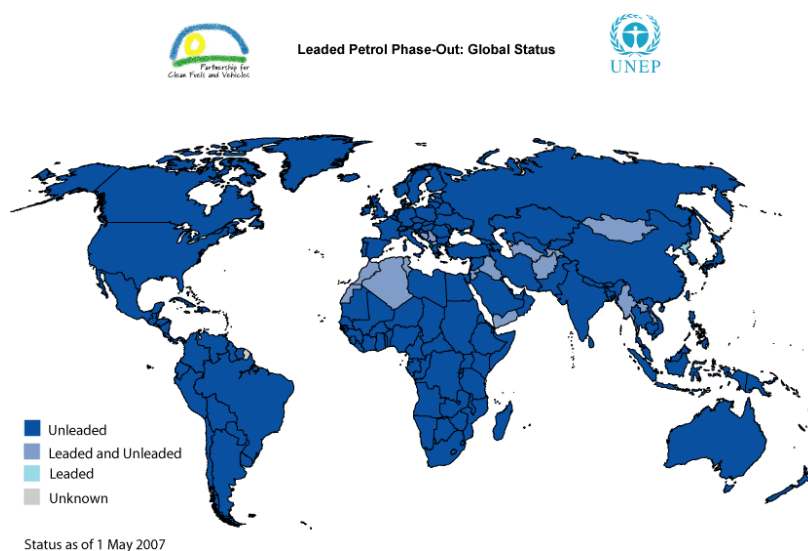 Partnership for
Clean Fuels and Vehicles
Leaded Petrol Phase-Out: Global Status
UNEP
Unleaded
Leaded and Unleaded
Leaded
Unknown
Status as of 1 May 2007